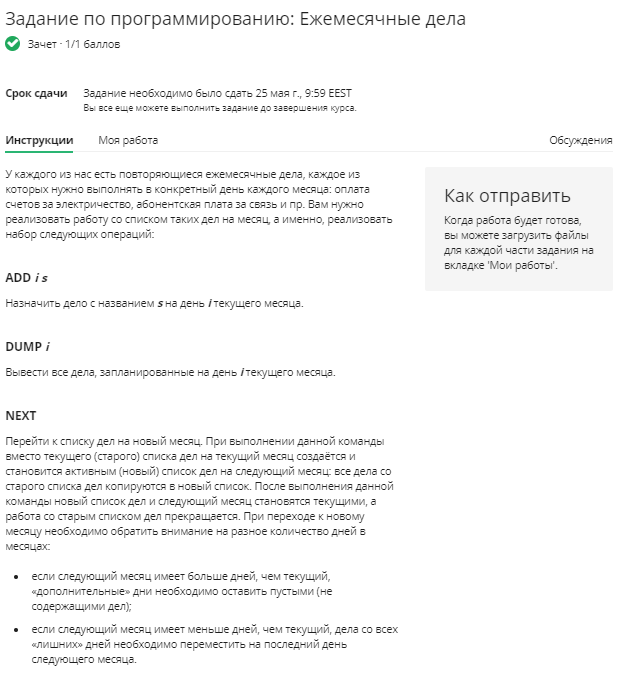 Задание по программированию: Ежемесячные дела
Зачет · 1/1 баллов
Срок сдачи Задание необходимо было сдать 25 мая г., 9:59 EEST
Вы все еще можете выполнить задание до завершения курса.
Инструкции Моя работа Обсуждения
У каждого из нас есть повторяющиеся ежемесячные дела, каждое из
которых нужно выполнять в конкретный день каждого месяца: оплата
счетов за электричество, абонентская плата за связь и пр. Вам нужно
реализовать работу со списком таких дел на месяц, а именно, реализовать
набор следующих операций:
Как отправить
Когда работа будет готова,
вы можете загрузить файлы
для каждой части задания на
вкладке 'Мои работы'.
ADD i s
Назначить дело с названием s на день i текущего месяца.
DUMP i
Вывести все дела, запланированные на день i текущего месяца.
NEXT
Перейти к списку дел на новый месяц. При выполнении данной команды
вместо текущего (старого) списка дел на текущий месяц создаётся и
становится активным (новый) список дел на следующий месяц: все дела со
старого списка дел копируются в новый список. После выполнения данной
команды новый список дел и следующий месяц становятся текущими, а
работа со старым списком дел прекращается. При переходе к новому
месяцу необходимо обратить внимание на разное количество дней в
месяцах:
• если следующий месяц имеет больше дней, чем текущий,
«дополнительные» дни необходимо оставить пустыми (не
содержащими дел);
• если следующий месяц имеет меньше дней, чем текущий, дела со всех
«лишних» дней необходимо переместить на последний день
следующего месяца.